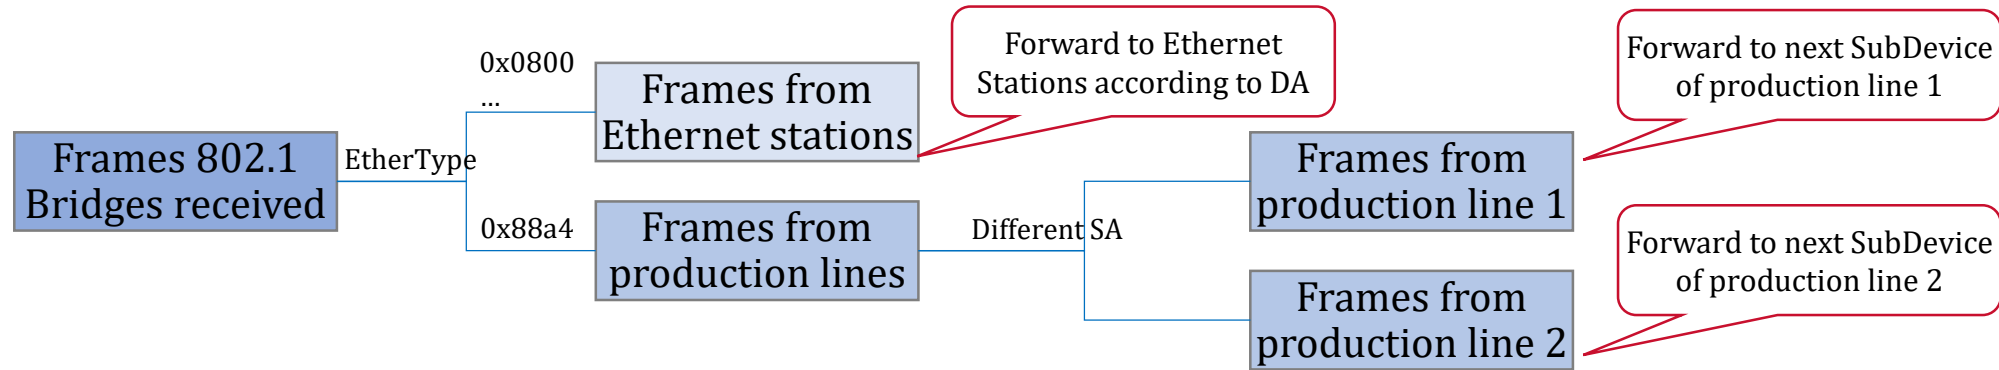 Frames 802.1
Bridges received
EtherType
0x0800
...
Frames from
Ethernet stations
Forward to Ethernet
Stations according to DA
0x88a4
Frames from
production lines
Different SA
Frames from
production line 1
Forward to next SubDevice
of production line 1
Frames from
production line 2
Forward to next SubDevice
of production line 2